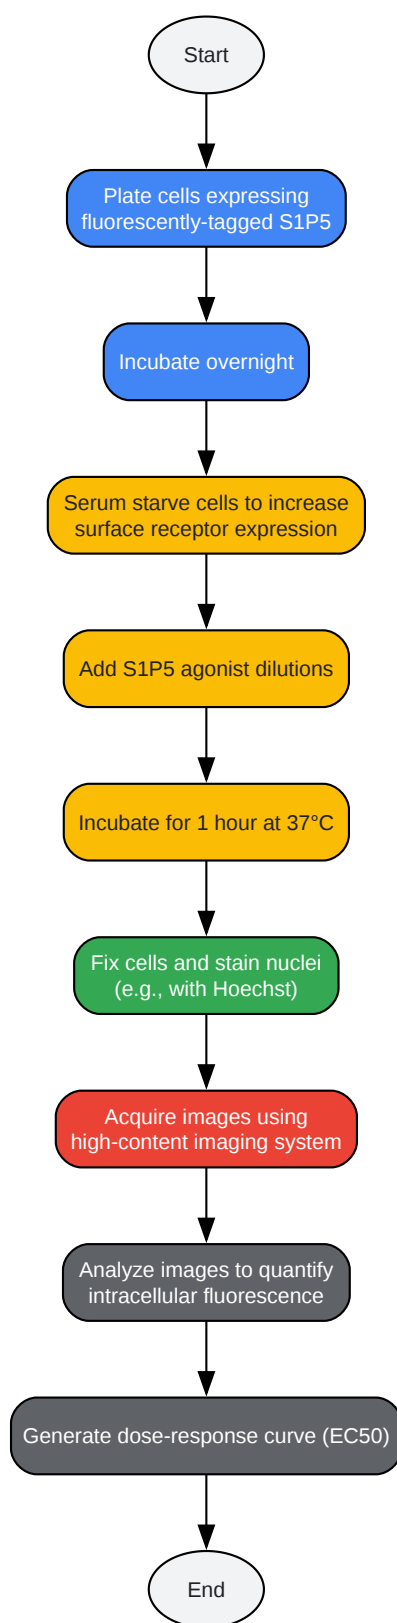 Start
Plate cells expressing
fluorescently-tagged S1P5
Incubate overnight
Serum starve cells to increase
surface receptor expression
Add S1P5 agonist dilutions
Incubate for 1 hour at 37°C
Fix cells and stain nuclei
(e.g., with Hoechst)
Acquire images using
high-content imaging system
Analyze images to quantify
intracellular fluorescence
Generate dose-response curve (EC50)
End